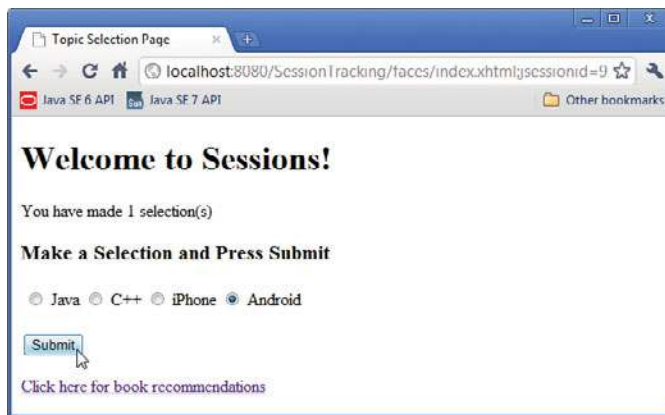 Topic Selection Page
localhost:8080/SessionTracking/faces/index.xhtml;jsessionid=9
Java SE 6 API Sun Java SE 7 API Other bookmarks
Welcome to Sessions!
You have made 1 selection(s)
Make a Selection and Press Submit
Java C++ iPhone Android
Submit
Click here for book recommendations